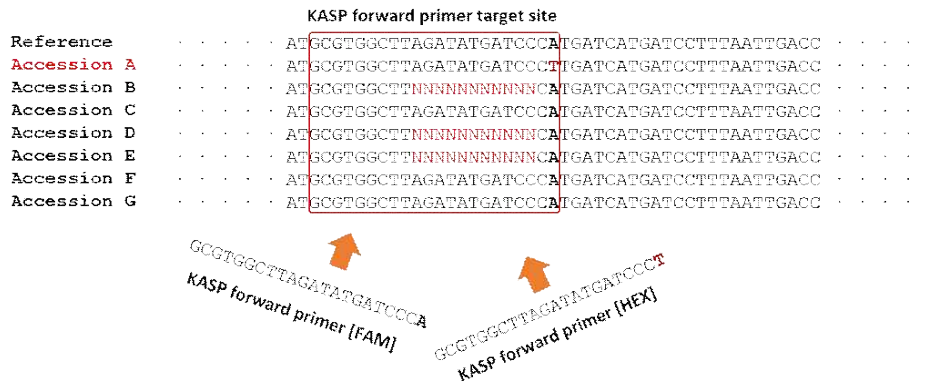 KASP forward primer target site
Reference · · · · · ATGCGTGGCTTAGATATGATCCCATGATCATGATCCTTTAATTGACC · · · · ·
Accession A · · · · · ATGCGTGGCTTAGATATGATCCCTTGATCATGATCCTTTAATTGACC · · · · ·
Accession B · · · · · ATGCGTGGCTTNNNNNNNNNNNCATGATCATGATCCTTTAATTGACC · · · · ·
Accession C · · · · · ATGCGTGGCTTAGATATGATCCCATGATCATGATCCTTTAATTGACC · · · · ·
Accession D · · · · · ATGCGTGGCTTNNNNNNNNNNNCATGATCATGATCCTTTAATTGACC · · · · ·
Accession E · · · · · ATGCGTGGCTTNNNNNNNNNNNCATGATCATGATCCTTTAATTGACC · · · · ·
Accession F · · · · · ATGCGTGGCTTAGATATGATCCCATGATCATGATCCTTTAATTGACC · · · · ·
Accession G · · · · · ATGCGTGGCTTAGATATGATCCCATGATCATGATCCTTTAATTGACC · · · · ·
GCGTGGCTTAGATATGATCCCA
KASP forward primer [FAM]
GCGTGGCTTAGATATGATCCCT
KASP forward primer [HEX]